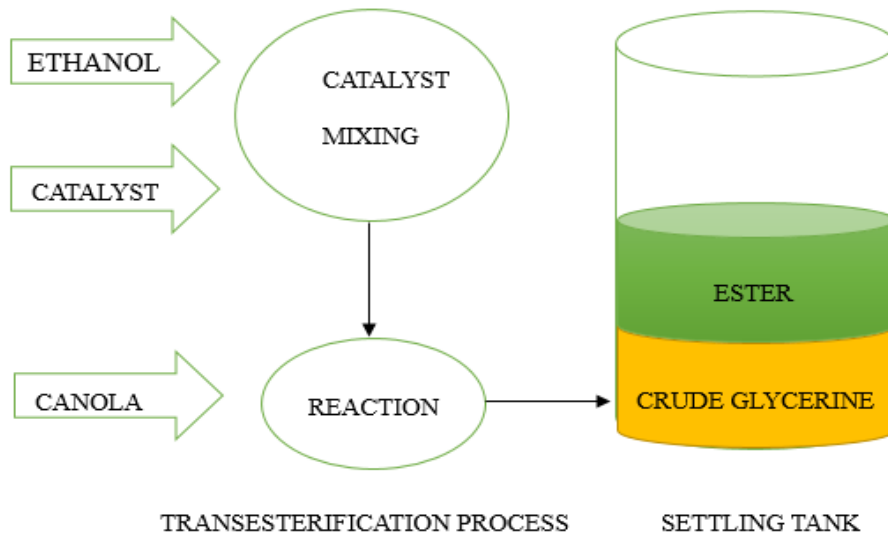 ETHANOL
CATALYST
MIXING
CATALYST
ESTER
CANOLA
REACTION
CRUDE GLYCERINE
TRANSESTERIFICATION PROCESS
SETTLING TANK